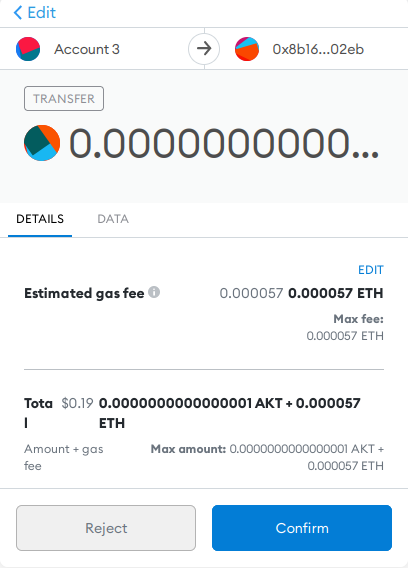 Edit
Account 3 0x8b16...02eb
TRANSFER
0.0000000000...
DETAILS DATA
EDIT
Estimated gas fee 0.000057 0.000057 ETH
Max fee:
0.000057 ETH
Tota $0.19 0.0000000000000001 AKT + 0.000057
l ETH
Amount + gas Max amount: 0.0000000000000001 AKT +
fee 0.000057 ETH
Reject Confirm